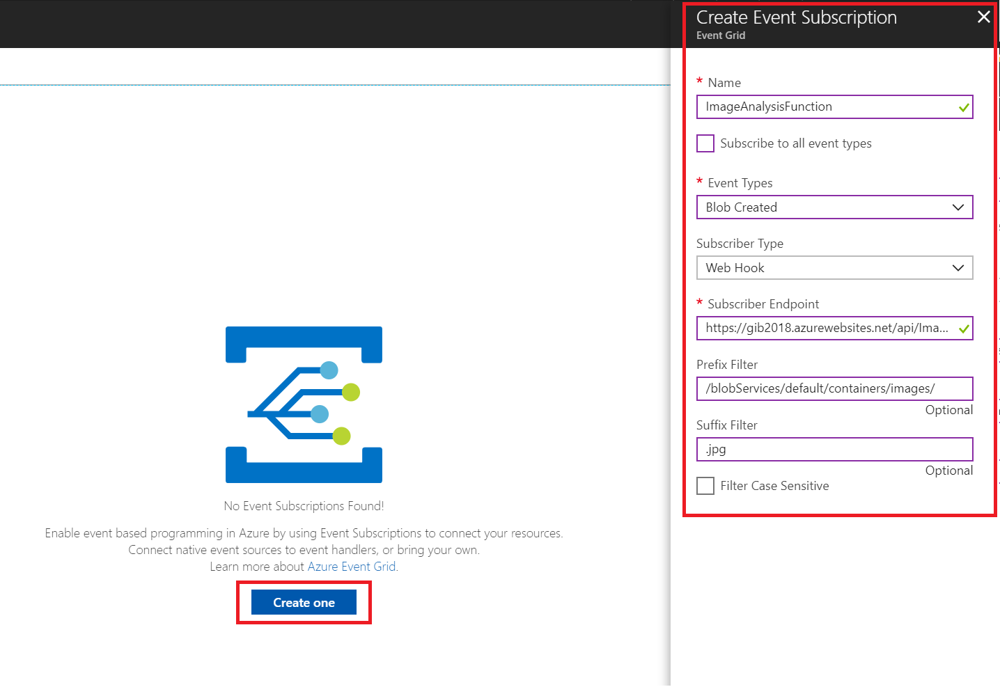 Create Event Subscription
Event Grid
* Name
ImageAnalysisFunction
Subscribe to all event types
* Event Types
Blob Created
Subscriber Type
Web Hook
* Subscriber Endpoint
https://gib2018.azurewebsites.net/api/Ima...
Prefix Filter
/blobServices/default/containers/images/
Optional
Suffix Filter
.jpg
Optional
Filter Case Sensitive
No Event Subscriptions Found!
Enable event based programming in Azure by using Event Subscriptions to connect your resources.
Connect native event sources to event handlers, or bring your own.
Learn more about Azure Event Grid.
Create one